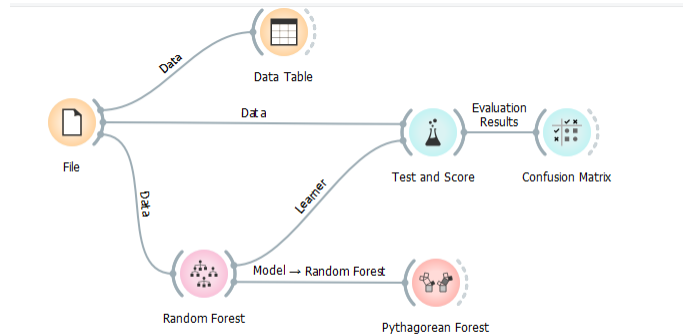 Data
Data Table
Data
Evaluation
Results
File
Test and Score
Confusion Matrix
Data
Learner
Model → Random Forest
Random Forest
Pythagorean Forest